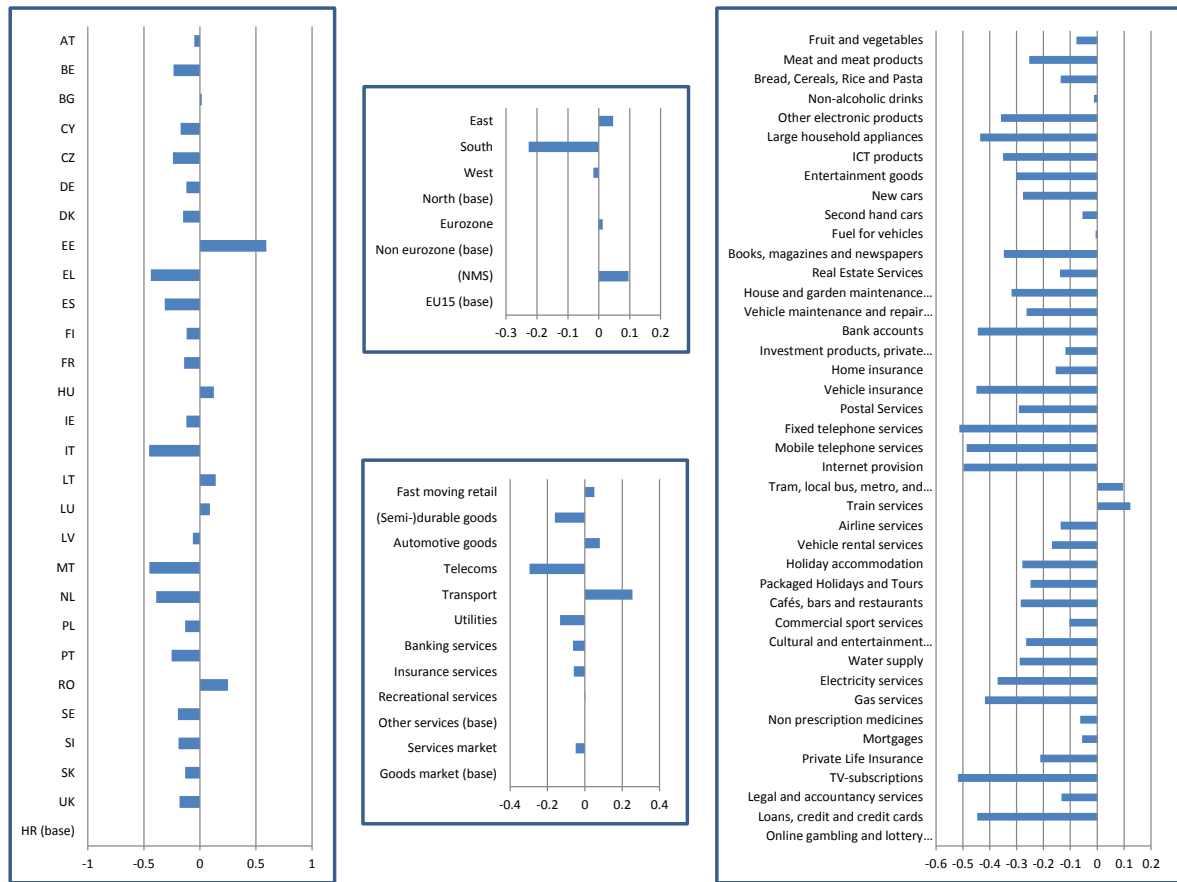 AT
BE
BG
CY
CZ
DE
DK
EE
EL
ES
FI
FR
HU
IE
IT
LT
LU
LV
MT
NL
PL
PT
RO
SE
SI
SK
UK
HR (base)
-1 -0.5 0 0.5 1
East
South
West
North (base)
Eurozone
Non eurozone (base)
(NMS)
EU15 (base)
-0.3 -0.2 -0.1 0 0.1 0.2
Fast moving retail
(Semi-)durable goods
Automotive goods
Telecoms
Transport
Utilities
Banking services
Insurance services
Recreational services
Other services (base)
Services market
Goods market (base)
-0.4 -0.2 0 0.2 0.4
Fruit and vegetables
Meat and meat products
Bread, Cereals, Rice and Pasta
Non-alcoholic drinks
Other electronic products
Large household appliances
ICT products
Entertainment goods
New cars
Second hand cars
Fuel for vehicles
Books, magazines and newspapers
Real Estate Services
House and garden maintenance…
Vehicle maintenance and repair…
Bank accounts
Investment products, private…
Home insurance
Vehicle insurance
Postal Services
Fixed telephone services
Mobile telephone services
Internet provision
Tram, local bus, metro, and…
Train services
Airline services
Vehicle rental services
Holiday accommodation
Packaged Holidays and Tours
Cafés, bars and restaurants
Commercial sport services
Cultural and entertainment…
Water supply
Electricity services
Gas services
Non prescription medicines
Mortgages
Private Life Insurance
TV-subscriptions
Legal and accountancy services
Loans, credit and credit cards
Online gambling and lottery…
-0.6 -0.5 -0.4 -0.3 -0.2 -0.1 0 0.1 0.2